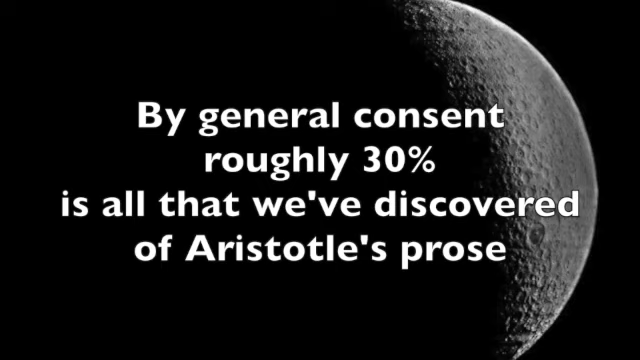 By general consent
roughly 30%
is all that we've discovered
of Aristotle's prose